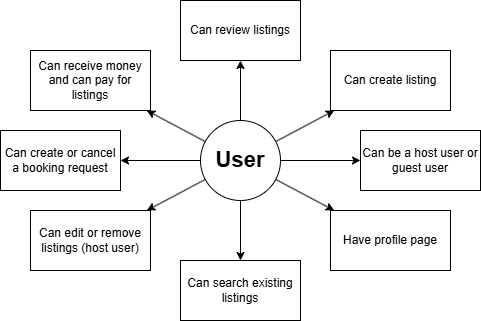 Can review listings
Can receive money
and can pay for
listings
Can create listing
Can create or cancel
a booking request
User
Can be a host user or
guest user
Can edit or remove
listings (host user)
Have profile page
Can search existing
listings